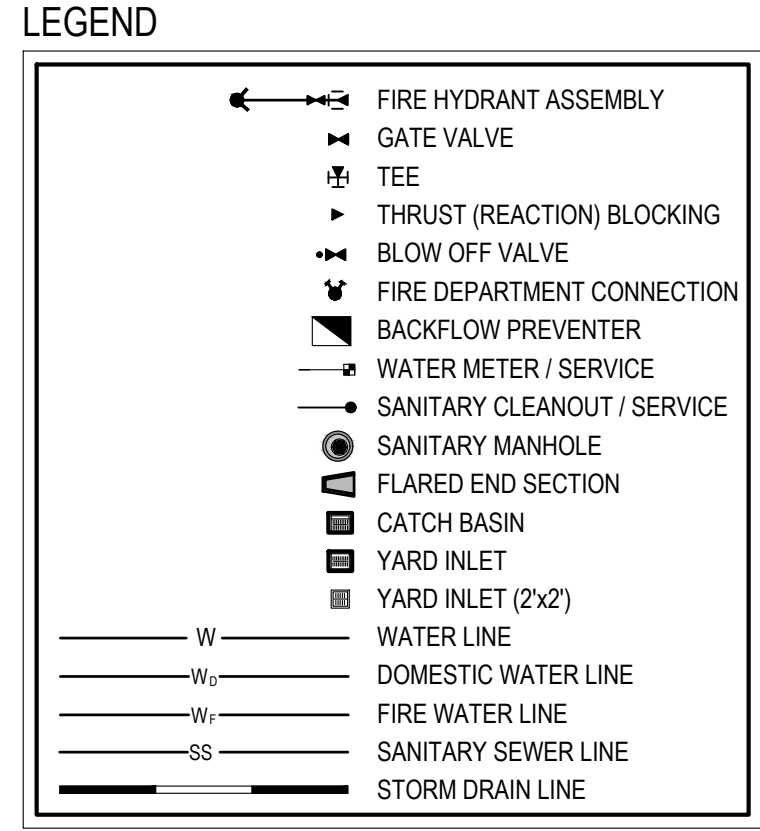 LEGEND
FIRE HYDRANT ASSEMBLY
GATE VALVE
TEE
THRUST (REACTION) BLOCKING
BLOW OFF VALVE
FIRE DEPARTMENT CONNECTION
BACKFLOW PREVENTER
WATER METER / SERVICE
SANITARY CLEANOUT / SERVICE
SANITARY MANHOLE
FLARED END SECTION
CATCH BASIN
YARD INLET
YARD INLET (2'x2')
W WATER LINE
W_D DOMESTIC WATER LINE
W_F FIRE WATER LINE
SS SANITARY SEWER LINE
STORM DRAIN LINE